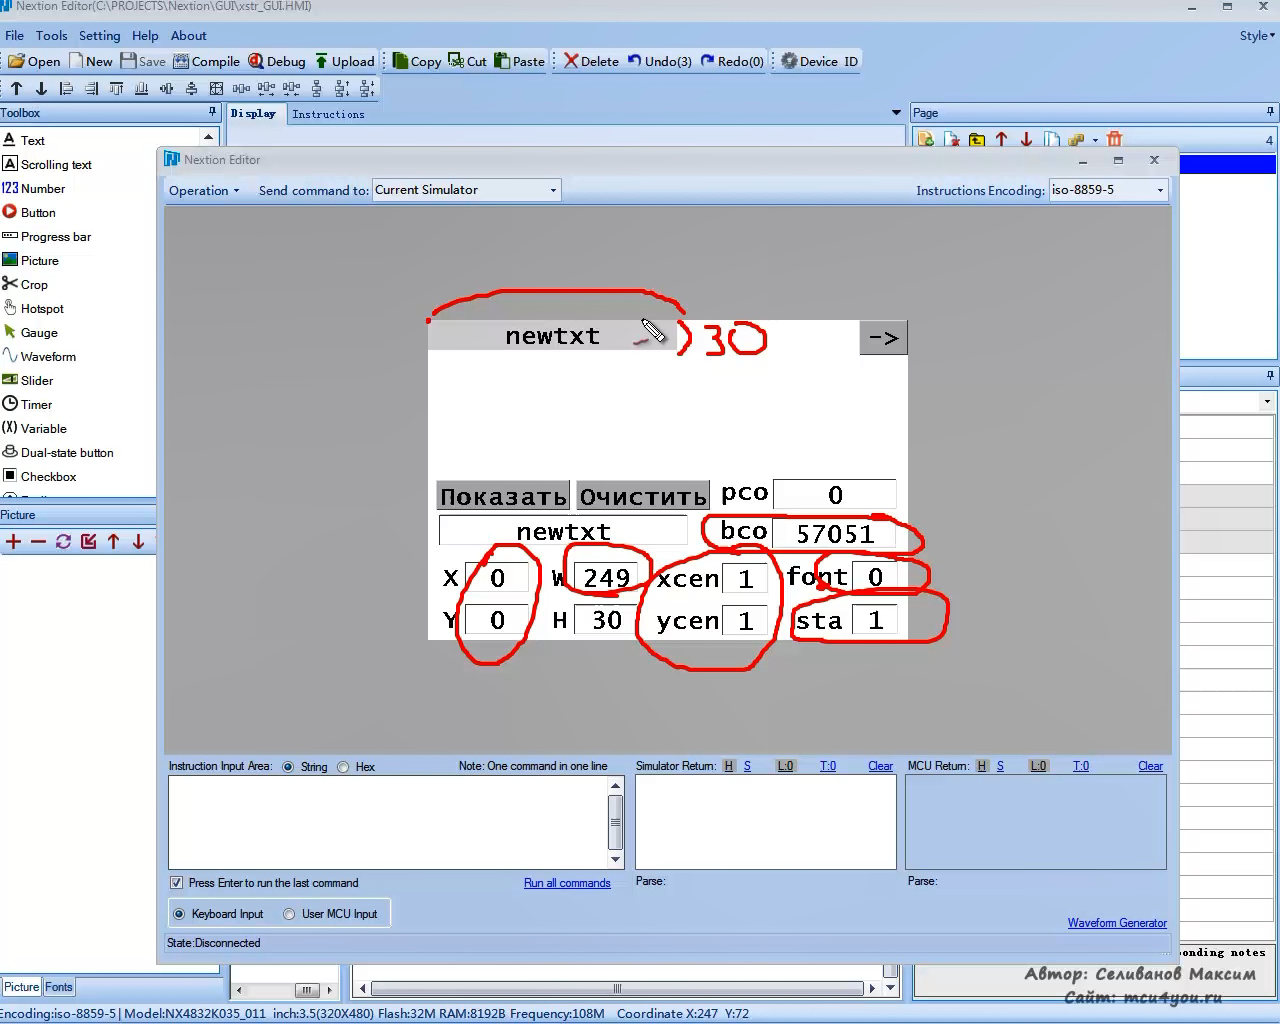 Nextion Editor(C:\PROJECTS\Nextion\GUI\xstr_GUI.HMI)
File Tools Setting Help About
Style
Open New Save Compile Debug Upload Copy Cut Paste Delete Undo(3) Redo(0) Device ID
Toolbox
Display Instructions
Page
4
Text
Scrolling text
Number
Button
Progress bar
Picture
Crop
Hotspot
Gauge
Waveform
Slider
Timer
Variable
Dual-state button
Checkbox
Picture
Nextion Editor
Operation Send command to: Current Simulator
Instructions Encoding: iso-8859-5
newtxt 30 ->
Показать Очистить pco 0
newtxt bco 57051
X 0 W 249 xcen 1 font 0
Y 0 H 30 ycen 1 sta 1
Instruction Input Area: String Hex Note: One command in one line
Simulator Return: H S L:0 T:0 Clear
MCU Return: H S L:0 T:0 Clear
Press Enter to run the last command Run all commands
Parse:
Parse:
Keyboard Input User MCU Input
Waveform Generator
State:Disconnected
onding notes
Автор: Селиванов Максим
Сайт: mcu4you.ru
Picture Fonts
Encoding:iso-8859-5 Model:NX4832K035_011 inch:3.5(320X480) Flash:32M RAM:8192B Frequency:108M Coordinate X:247 Y:72